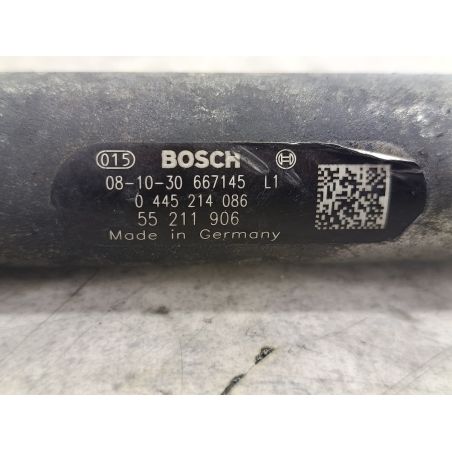 015 BOSCH
08-10-30 667145 L1
0 445 214 086
55 211 906
Made in Germany